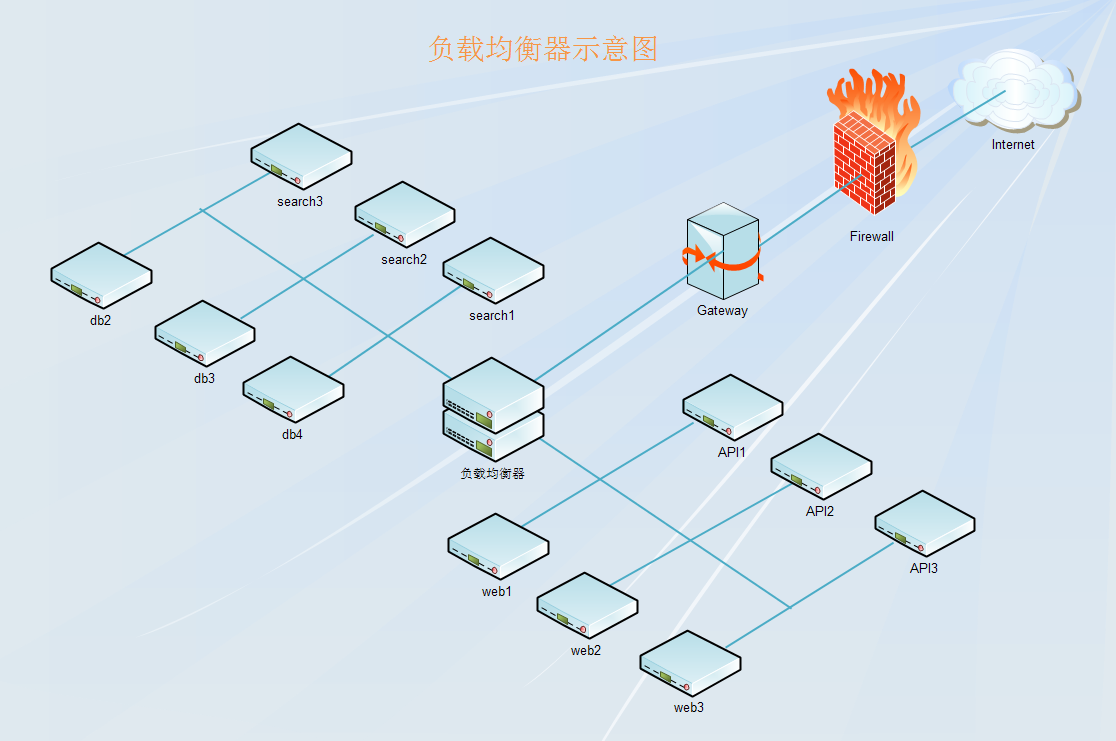 负载均衡器示意图
Internet
search3
Firewall
search2
search1
Gateway
db2
db3
db4
负载均衡器
API1
API2
API3
web1
web2
web3